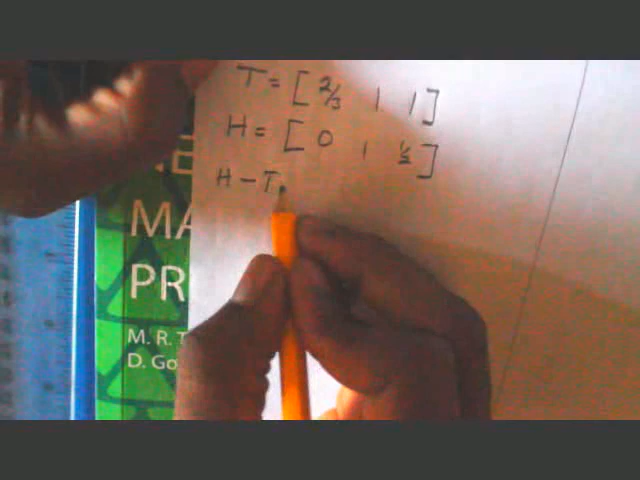 T = [ 2/3 1 1 ]
H = [ 0 1 1/2 ]
H - T
MA
PR
M. R. T
D. Go